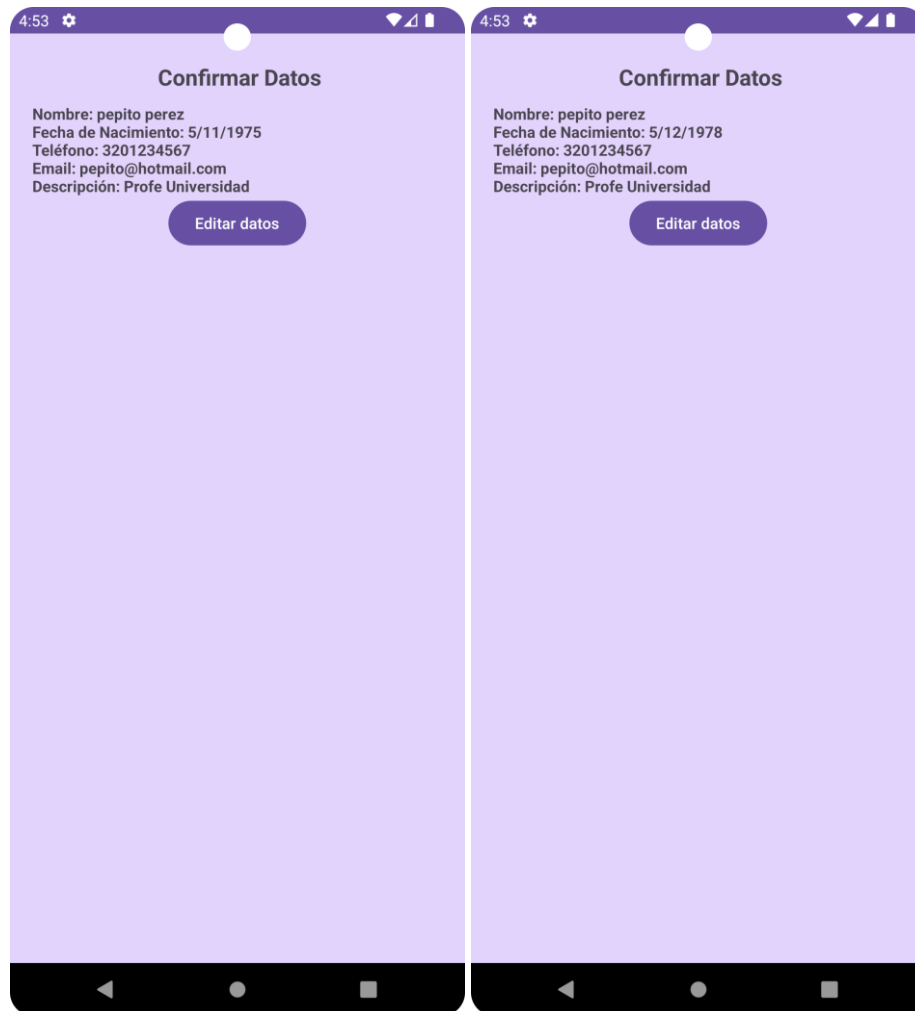 4:53
Confirmar Datos
Nombre: pepito perez
Fecha de Nacimiento: 5/11/1975
Teléfono: 3201234567
Email: pepito@hotmail.com
Descripción: Profe Universidad
Editar datos
4:53
Confirmar Datos
Nombre: pepito perez
Fecha de Nacimiento: 5/12/1978
Teléfono: 3201234567
Email: pepito@hotmail.com
Descripción: Profe Universidad
Editar datos